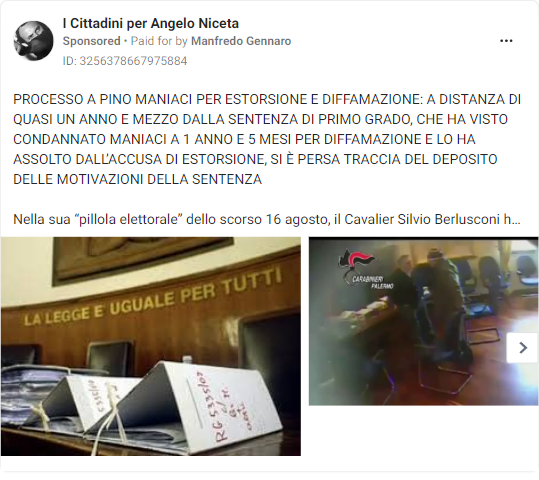 I Cittadini per Angelo Niceta
Sponsored • Paid for by Manfredo Gennaro
ID: 3256378667975884
PROCESSO A PINO MANIACI PER ESTORSIONE E DIFFAMAZIONE: A DISTANZA DI
QUASI UN ANNO E MEZZO DALLA SENTENZA DI PRIMO GRADO, CHE HA VISTO
CONDANNATO MANIACI A 1 ANNO E 5 MESI PER DIFFAMAZIONE E LO HA
ASSOLTO DALL'ACCUSA DI ESTORSIONE, SI È PERSA TRACCIA DEL DEPOSITO
DELLE MOTIVAZIONI DELLA SENTENZA
Nella sua “pillola elettorale” dello scorso 16 agosto, il Cavalier Silvio Berlusconi h...
LA LEGGE E UGUALE PER TUTTI
RG 5335/07
CARABINIERI
PALERMO